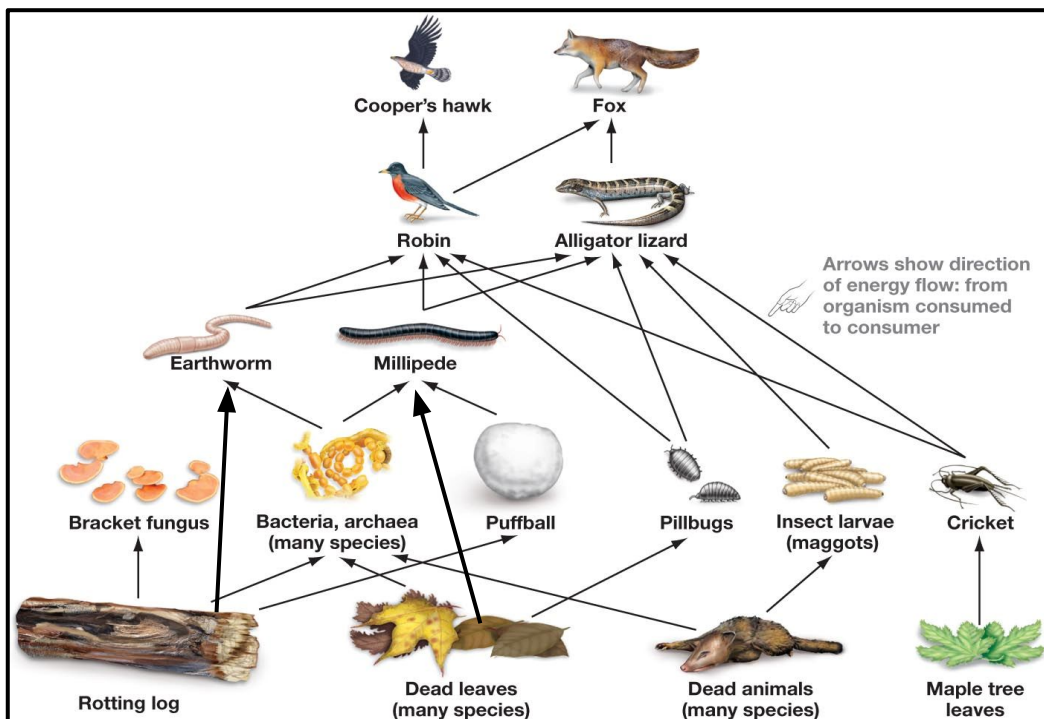 Cooper's hawk
Fox
Robin
Alligator lizard
Arrows show direction
of energy flow: from
organism consumed
to consumer
Earthworm
Millipede
Bracket fungus
Bacteria, archaea
(many species)
Puffball
Pillbugs
Insect larvae
(maggots)
Cricket
Rotting log
Dead leaves
(many species)
Dead animals
(many species)
Maple tree
leaves